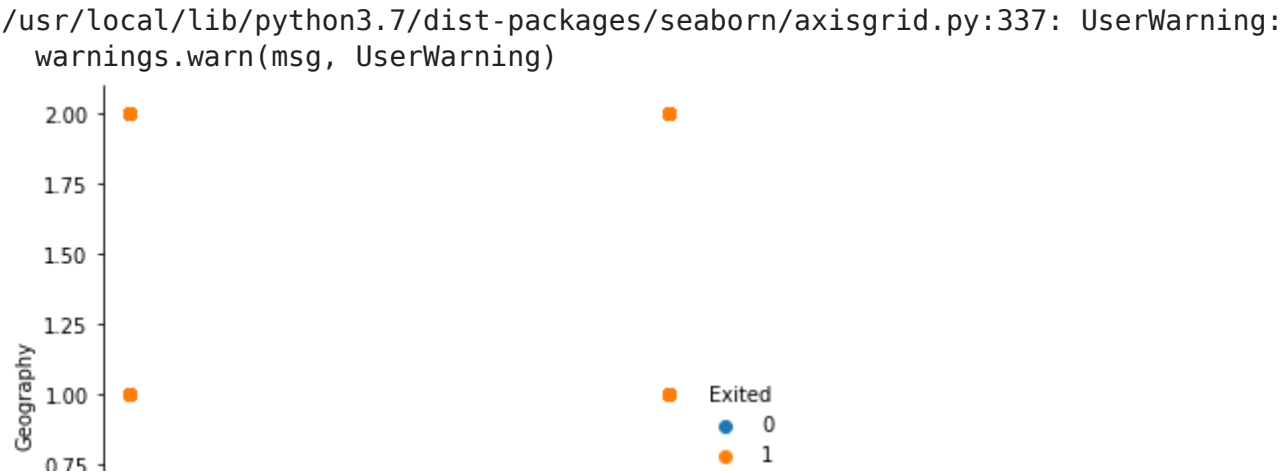 /usr/local/lib/python3.7/dist-packages/seaborn/axisgrid.py:337: UserWarning:
  warnings.warn(msg, UserWarning)
2.00
1.75
1.50
1.25
Geography
1.00
Exited
0
1
0.75